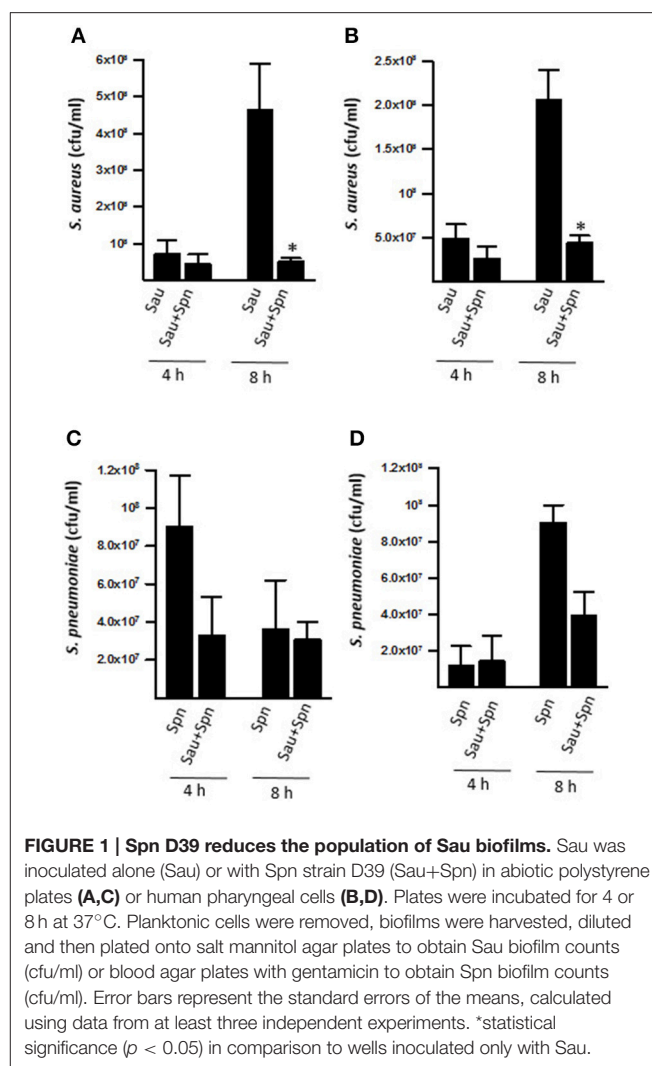 A
B
6x10⁸
5x10⁸
4x10⁸
3x10⁸
2x10⁸
10⁸
S. aureus (cfu/ml)
Sau
Sau+Spn
Sau
*
Sau+Spn
4 h
8 h
2.5x10⁸
2.0x10⁸
1.5x10⁸
10⁸
5.0x10⁷
S. aureus (cfu/ml)
Sau
Sau+Spn
Sau
*
Sau+Spn
4 h
8 h
C
D
1.2x10⁸
10⁸
8.0x10⁷
6.0x10⁷
4.0x10⁷
2.0x10⁷
S. pneumoniae (cfu/ml)
Spn
Sau+Spn
Spn
Sau+Spn
4 h
8 h
1.2x10⁸
10⁸
8.0x10⁷
6.0x10⁷
4.0x10⁷
2.0x10⁷
S. pneumoniae (cfu/ml)
Spn
Sau+Spn
Spn
Sau+Spn
4 h
8 h
FIGURE 1 | Spn D39 reduces the population of Sau biofilms. Sau was
inoculated alone (Sau) or with Spn strain D39 (Sau+Spn) in abiotic polystyrene
plates (A,C) or human pharyngeal cells (B,D). Plates were incubated for 4 or
8 h at 37°C. Planktonic cells were removed, biofilms were harvested, diluted
and then plated onto salt mannitol agar plates to obtain Sau biofilm counts
(cfu/ml) or blood agar plates with gentamicin to obtain Spn biofilm counts
(cfu/ml). Error bars represent the standard errors of the means, calculated
using data from at least three independent experiments. *statistical
significance (p < 0.05) in comparison to wells inoculated only with Sau.